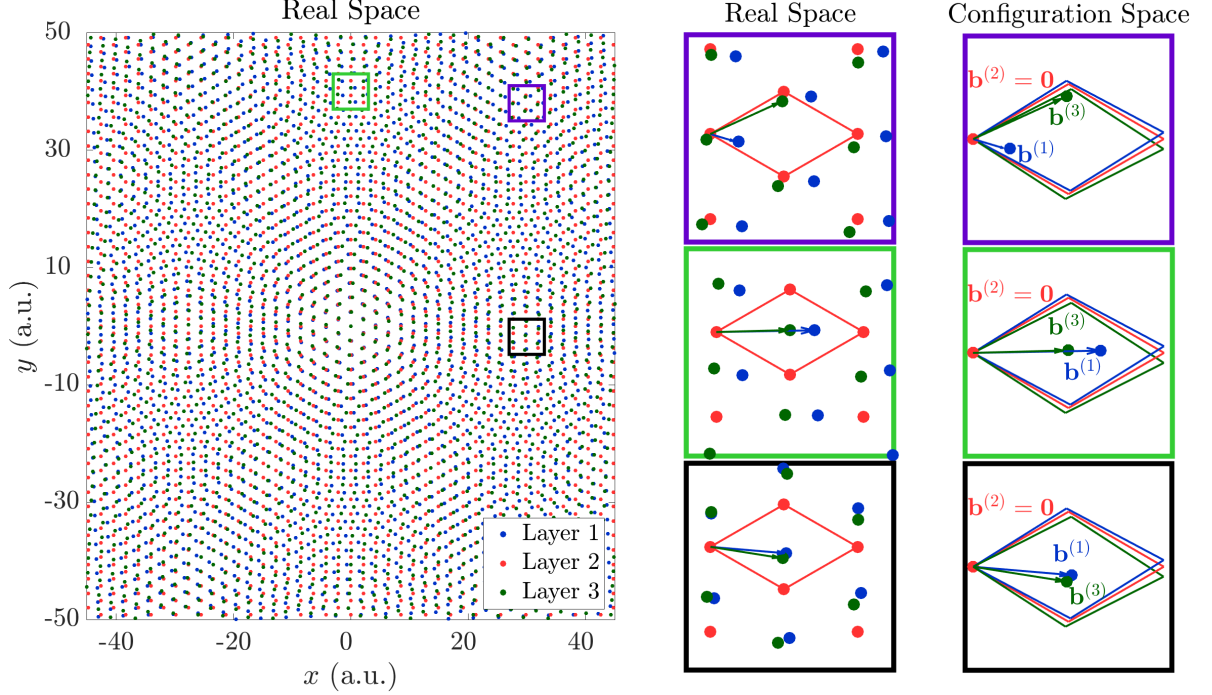 Real Space
50
30
10
-10
-30
-50
y (a.u.)
-40
-20
0
20
40
x (a.u.)
Layer 1
Layer 2
Layer 3
Real Space
Configuration Space
b⁽²⁾ = 0
b⁽³⁾
b⁽¹⁾
b⁽²⁾ = 0
b⁽³⁾
b⁽¹⁾
b⁽²⁾ = 0
b⁽¹⁾
b⁽³⁾